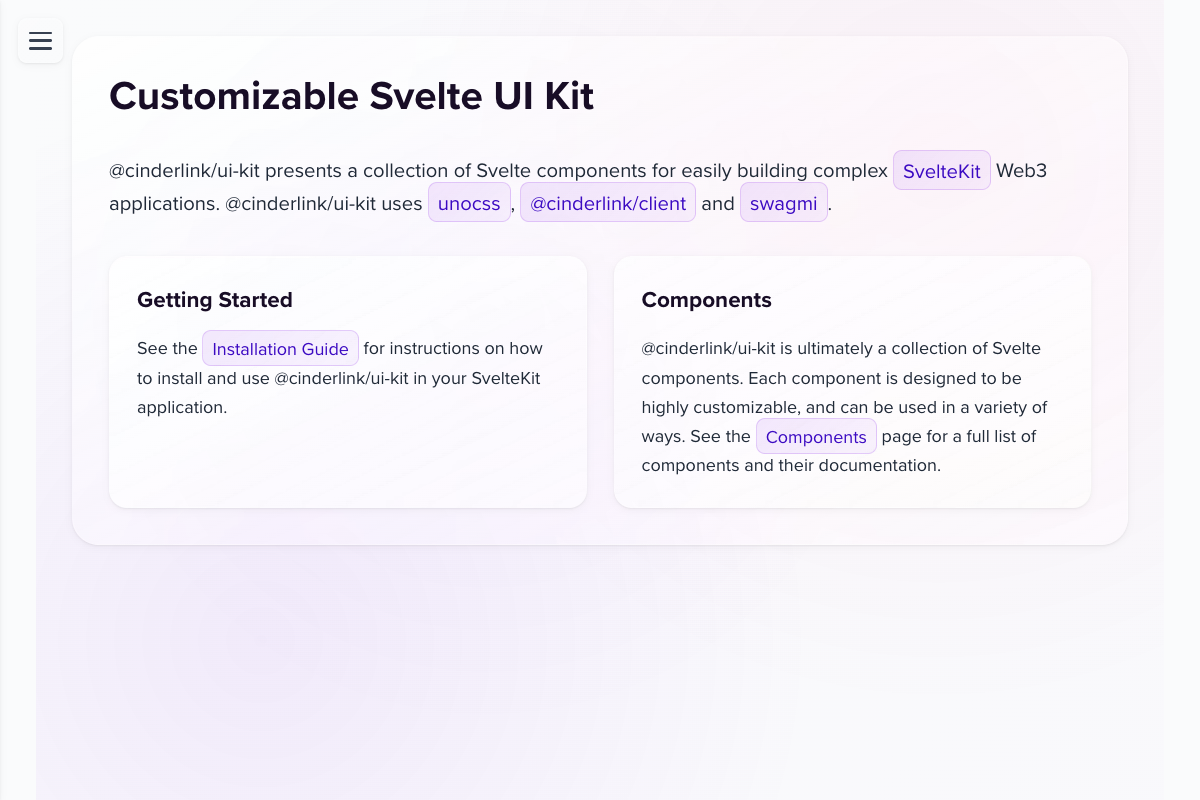 Customizable Svelte UI Kit
@cinderlink/ui-kit presents a collection of Svelte components for easily building complex SvelteKit Web3
applications. @cinderlink/ui-kit uses unocss, @cinderlink/client and swagmi.
Getting Started
See the Installation Guide for instructions on how
to install and use @cinderlink/ui-kit in your SvelteKit
application.
Components
@cinderlink/ui-kit is ultimately a collection of Svelte
components. Each component is designed to be
highly customizable, and can be used in a variety of
ways. See the Components page for a full list of
components and their documentation.